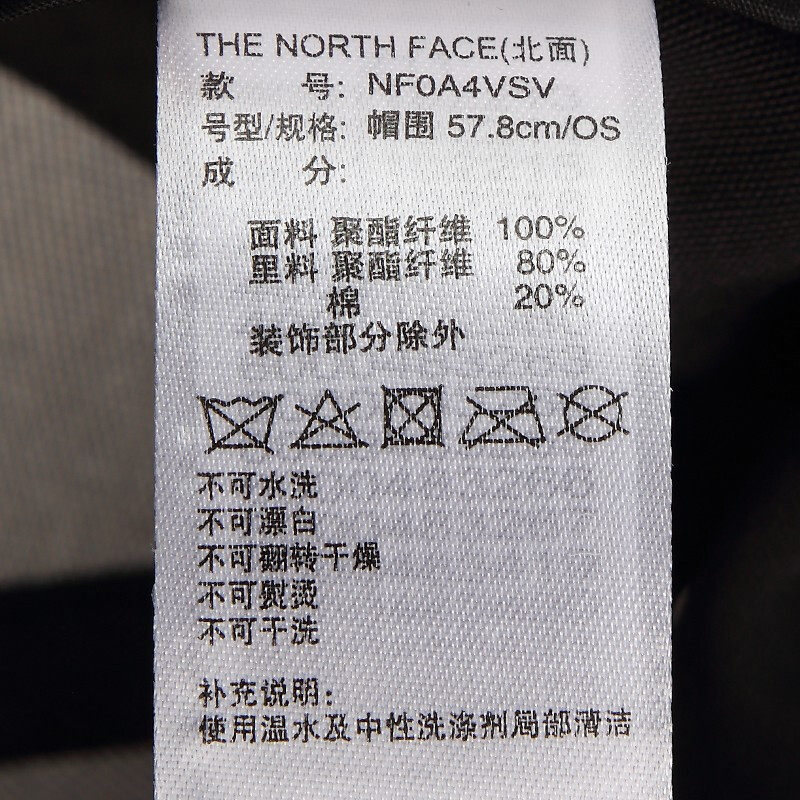 THE NORTH FACE(北面)
款 号: NF0A4VSV
号型/规格: 帽围 57.8cm/OS
成 分:
面料 聚酯纤维 100%
里料 聚酯纤维 80%
棉 20%
装饰部分除外
不可水洗
不可漂白
不可翻转干燥
不可熨烫
不可干洗
补充说明:
使用温水及中性洗涤剂局部清洁